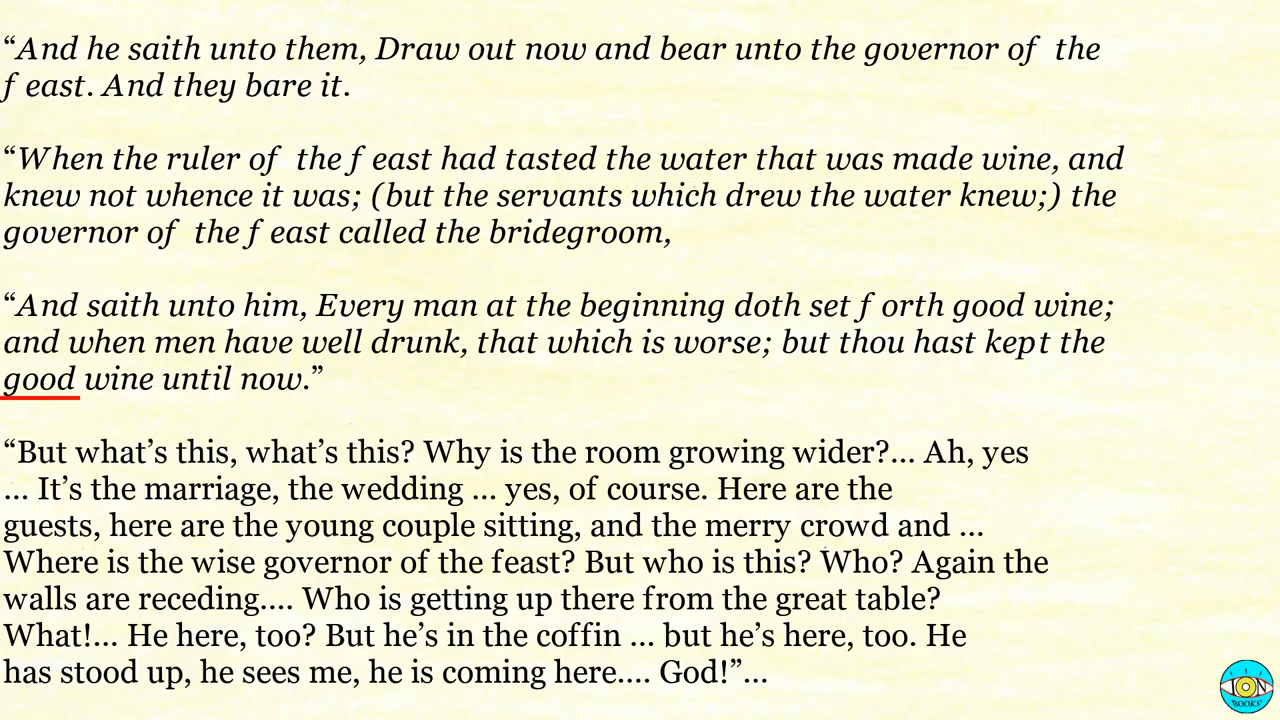 “And he saith unto them, Draw out now and bear unto the governor of the
feast. And they bare it.
“When the ruler of the feast had tasted the water that was made wine, and
knew not whence it was; (but the servants which drew the water knew;) the
governor of the feast called the bridegroom,
“And saith unto him, Every man at the beginning doth set forth good wine;
and when men have well drunk, that which is worse; but thou hast kept the
good wine until now.”
“But what’s this, what’s this? Why is the room growing wider?... Ah, yes
... It’s the marriage, the wedding ... yes, of course. Here are the
guests, here are the young couple sitting, and the merry crowd and ...
Where is the wise governor of the feast? But who is this? Who? Again the
walls are receding.... Who is getting up there from the great table?
What!... He here, too? But he’s in the coffin ... but he’s here, too. He
has stood up, he sees me, he is coming here.... God!”...
ION
BOOKS